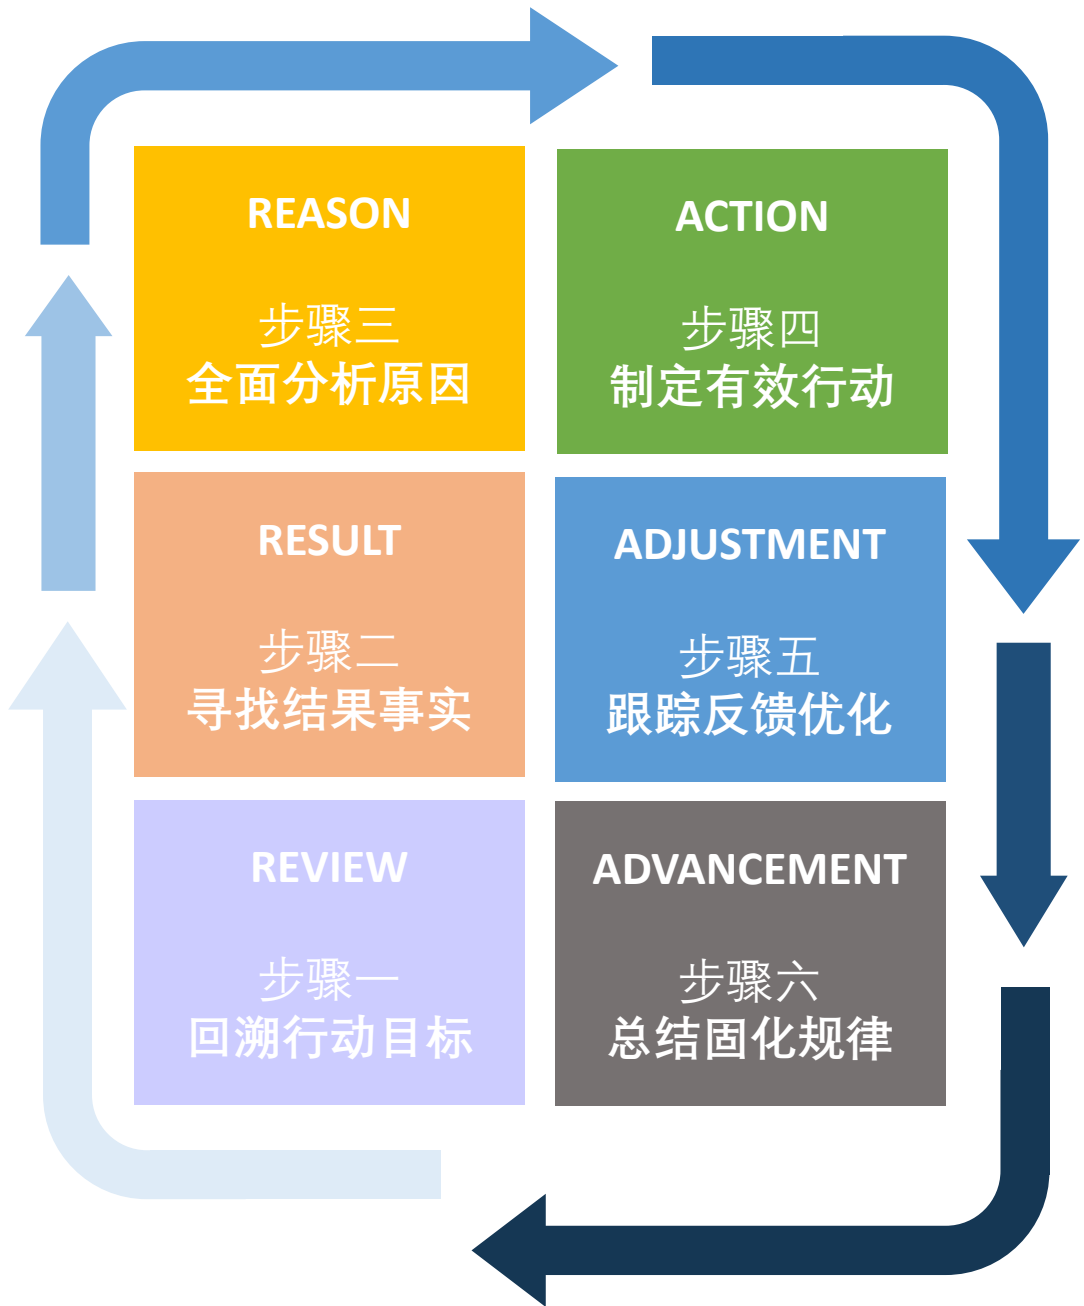 REASON
步骤三
全面分析原因
ACTION
步骤四
制定有效行动
RESULT
步骤二
寻找结果事实
ADJUSTMENT
步骤五
跟踪反馈优化
REVIEW
步骤一
回溯行动目标
ADVANCEMENT
步骤六
总结固化规律